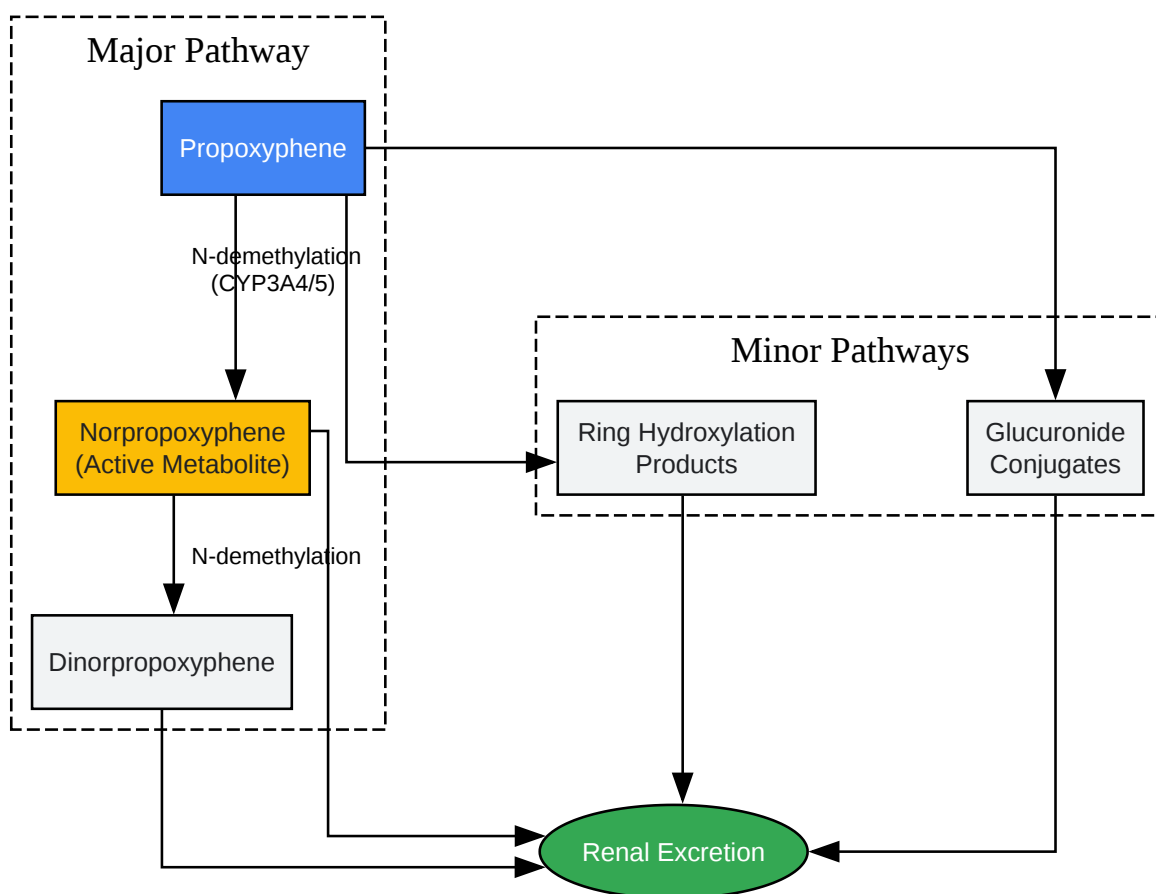 Major Pathway
Propoxyphene
N-demethylation
(CYP3A4/5)
Minor Pathways
Norpropoxyphene
(Active Metabolite)
Ring Hydroxylation
Products
Glucuronide
Conjugates
N-demethylation
Dinorpropoxyphene
Renal Excretion